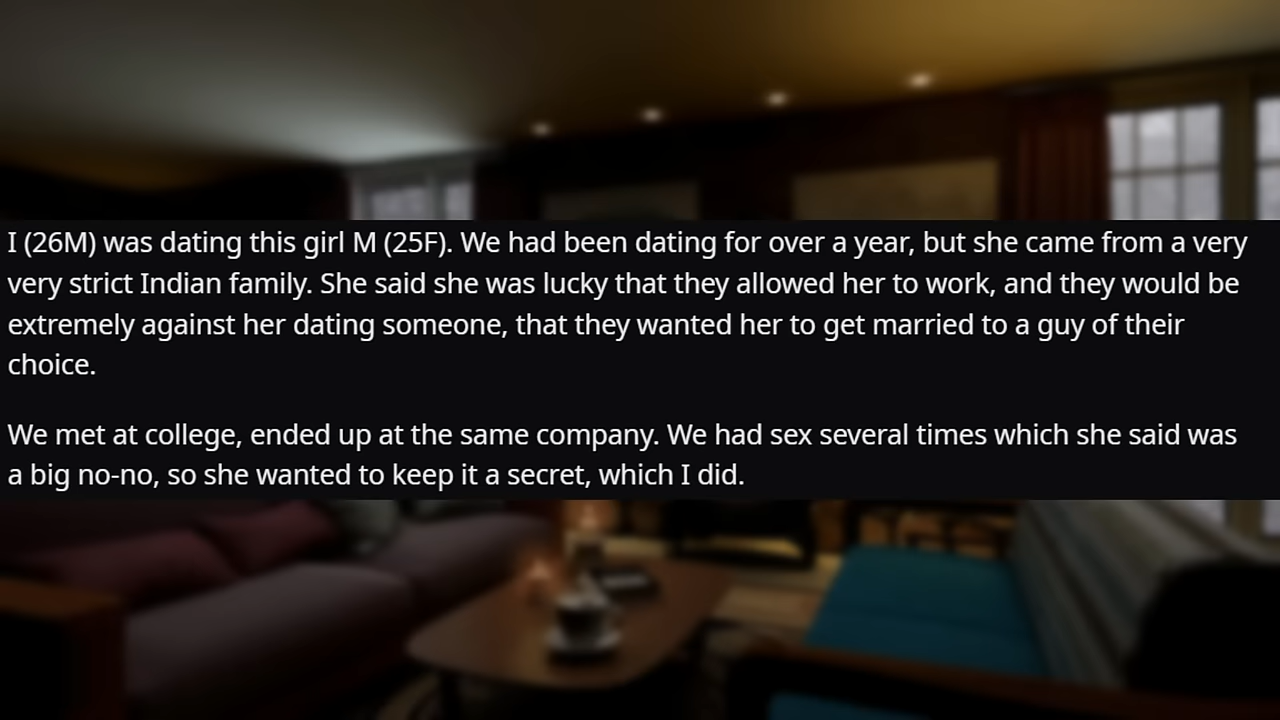 I (26M) was dating this girl M (25F). We had been dating for over a year, but she came from a very
very strict Indian family. She said she was lucky that they allowed her to work, and they would be
extremely against her dating someone, that they wanted her to get married to a guy of their
choice.
We met at college, ended up at the same company. We had sex several times which she said was
a big no-no, so she wanted to keep it a secret, which I did.